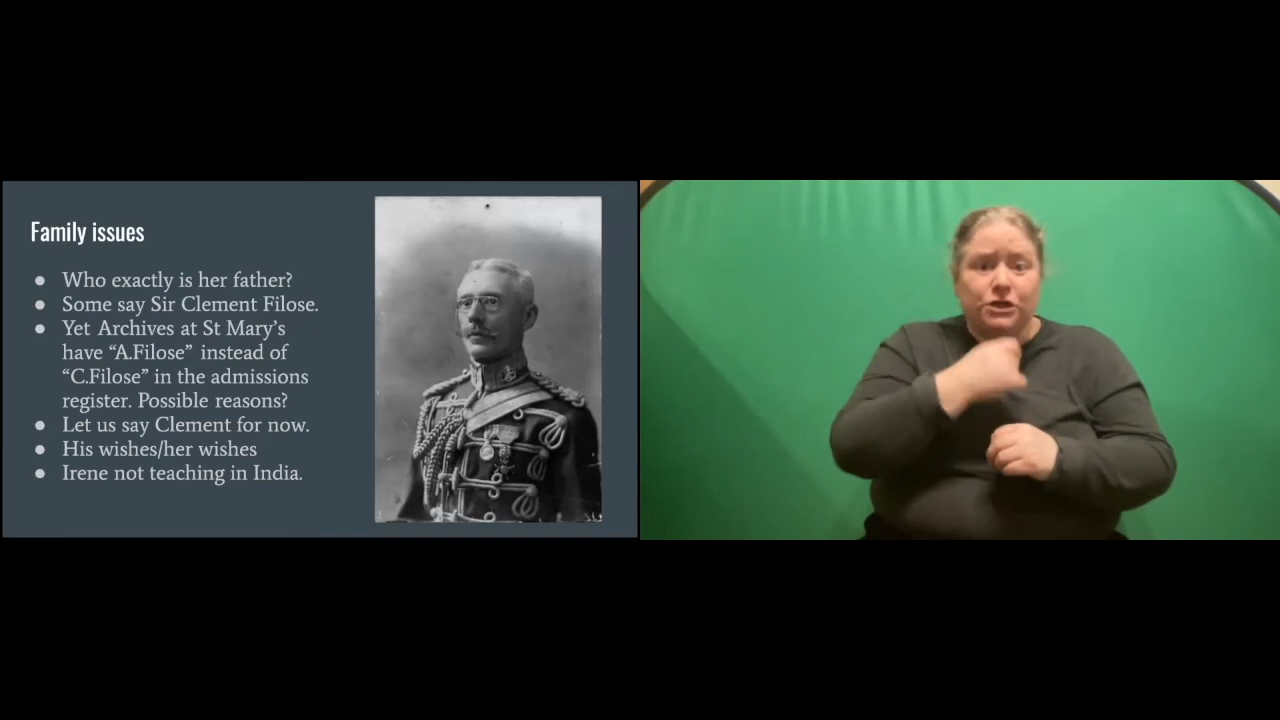 Family issues
● Who exactly is her father?
● Some say Sir Clement Filose.
● Yet Archives at St Mary's
have “A.Filose” instead of
“C.Filose” in the admissions
register. Possible reasons?
● Let us say Clement for now.
● His wishes/her wishes
● Irene not teaching in India.